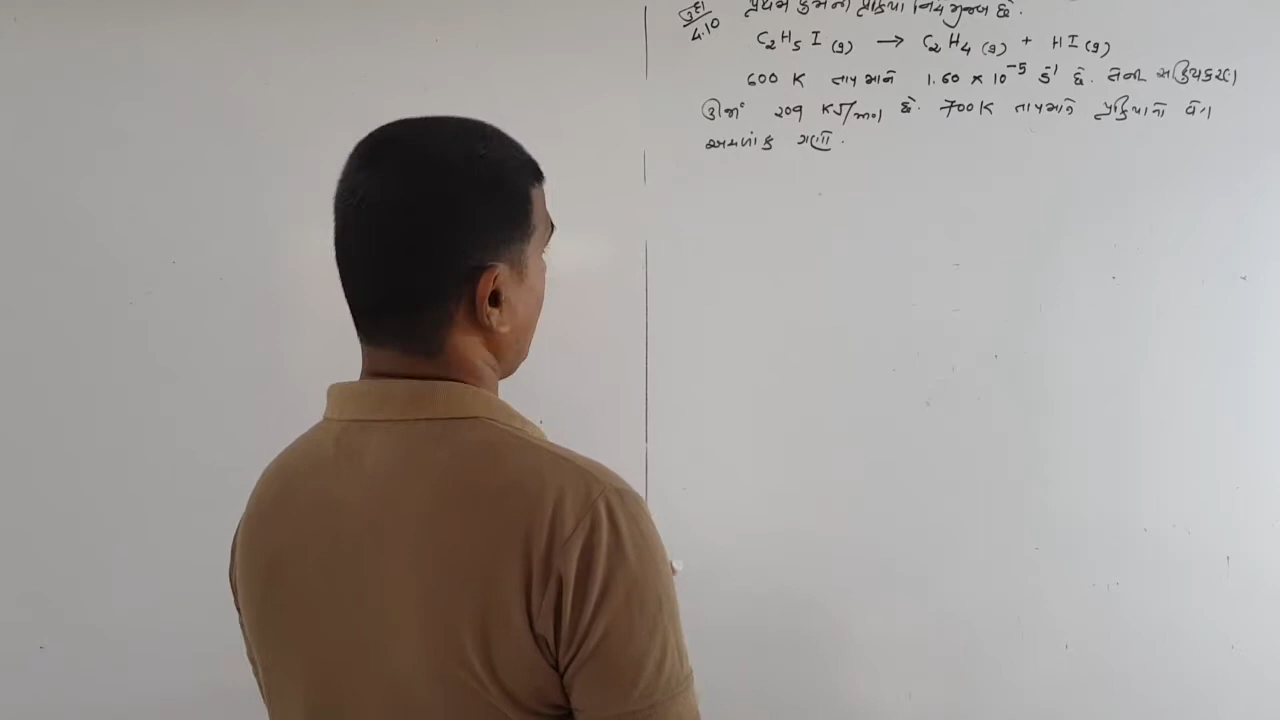 ઉદા 4.10 પ્રથમ ક્રમની પ્રક્રિયા નિચે મુજબ છે.
C₂H₅I (g) → C₂H₄ (g) + HI (g)
600 K તાપમાને 1.60 × 10⁻⁵ સે⁻¹ છે. તેની સક્રિયકરણ
ઊર્જા 209 KJ/mol છે. 700K તાપમાને પ્રક્રિયાનો વેગ
અચળાંક ગણો.